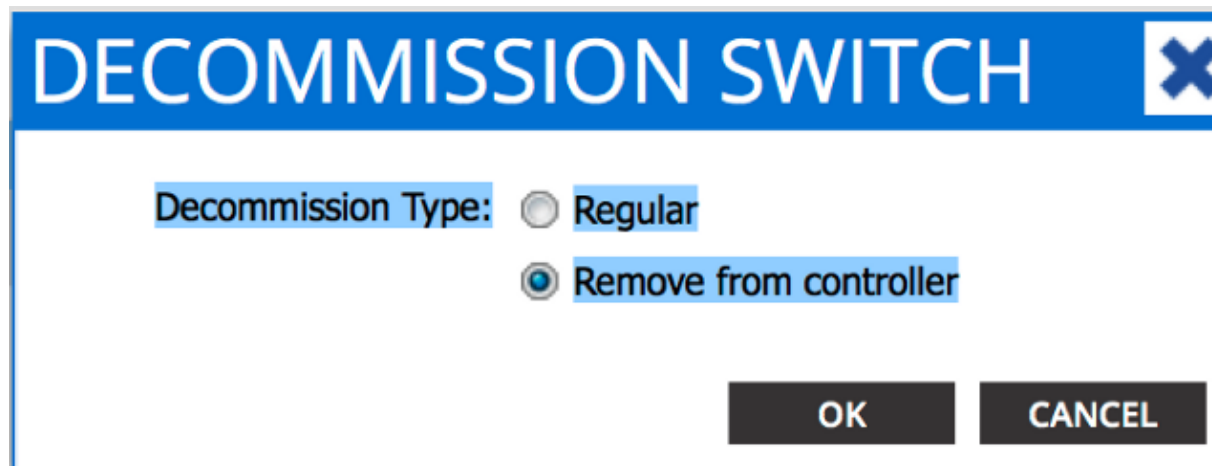 DECOMMISSION SWITCH
Decommission Type: Regular
Remove from controller
OK CANCEL